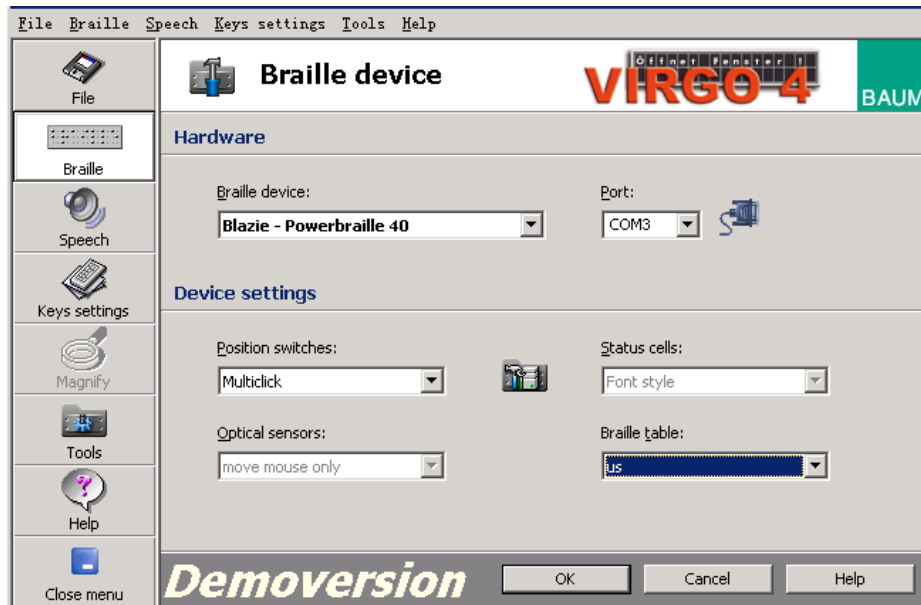 File Braille Speech Keys settings Tools Help
File
Braille
Speech
Keys settings
Magnify
Tools
Help
Close menu
Braille device
Öffnet Fenster !
VIRGO 4
BAUM
Hardware
Braille device:
Blazie - Powerbraille 40
Port:
COM3
Device settings
Position switches:
Multiclick
Status cells:
Font style
Optical sensors:
move mouse only
Braille table:
us
Demoversion
OK Cancel Help